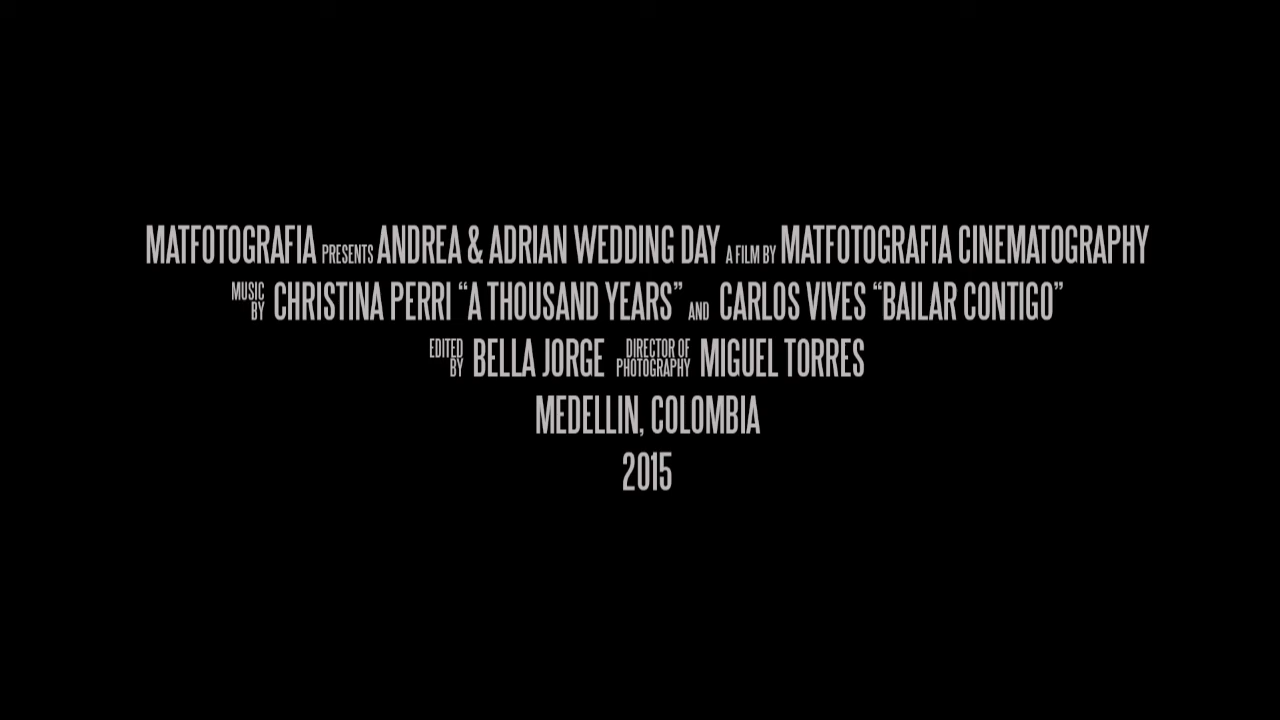 MATFOTOGRAFIA PRESENTS ANDREA & ADRIAN WEDDING DAY A FILM BY MATFOTOGRAFIA CINEMATOGRAPHY
MUSIC BY CHRISTINA PERRI “A THOUSAND YEARS” AND CARLOS VIVES “BAILAR CONTIGO”
EDITED BY BELLA JORGE DIRECTOR OF PHOTOGRAPHY MIGUEL TORRES
MEDELLIN, COLOMBIA
2015